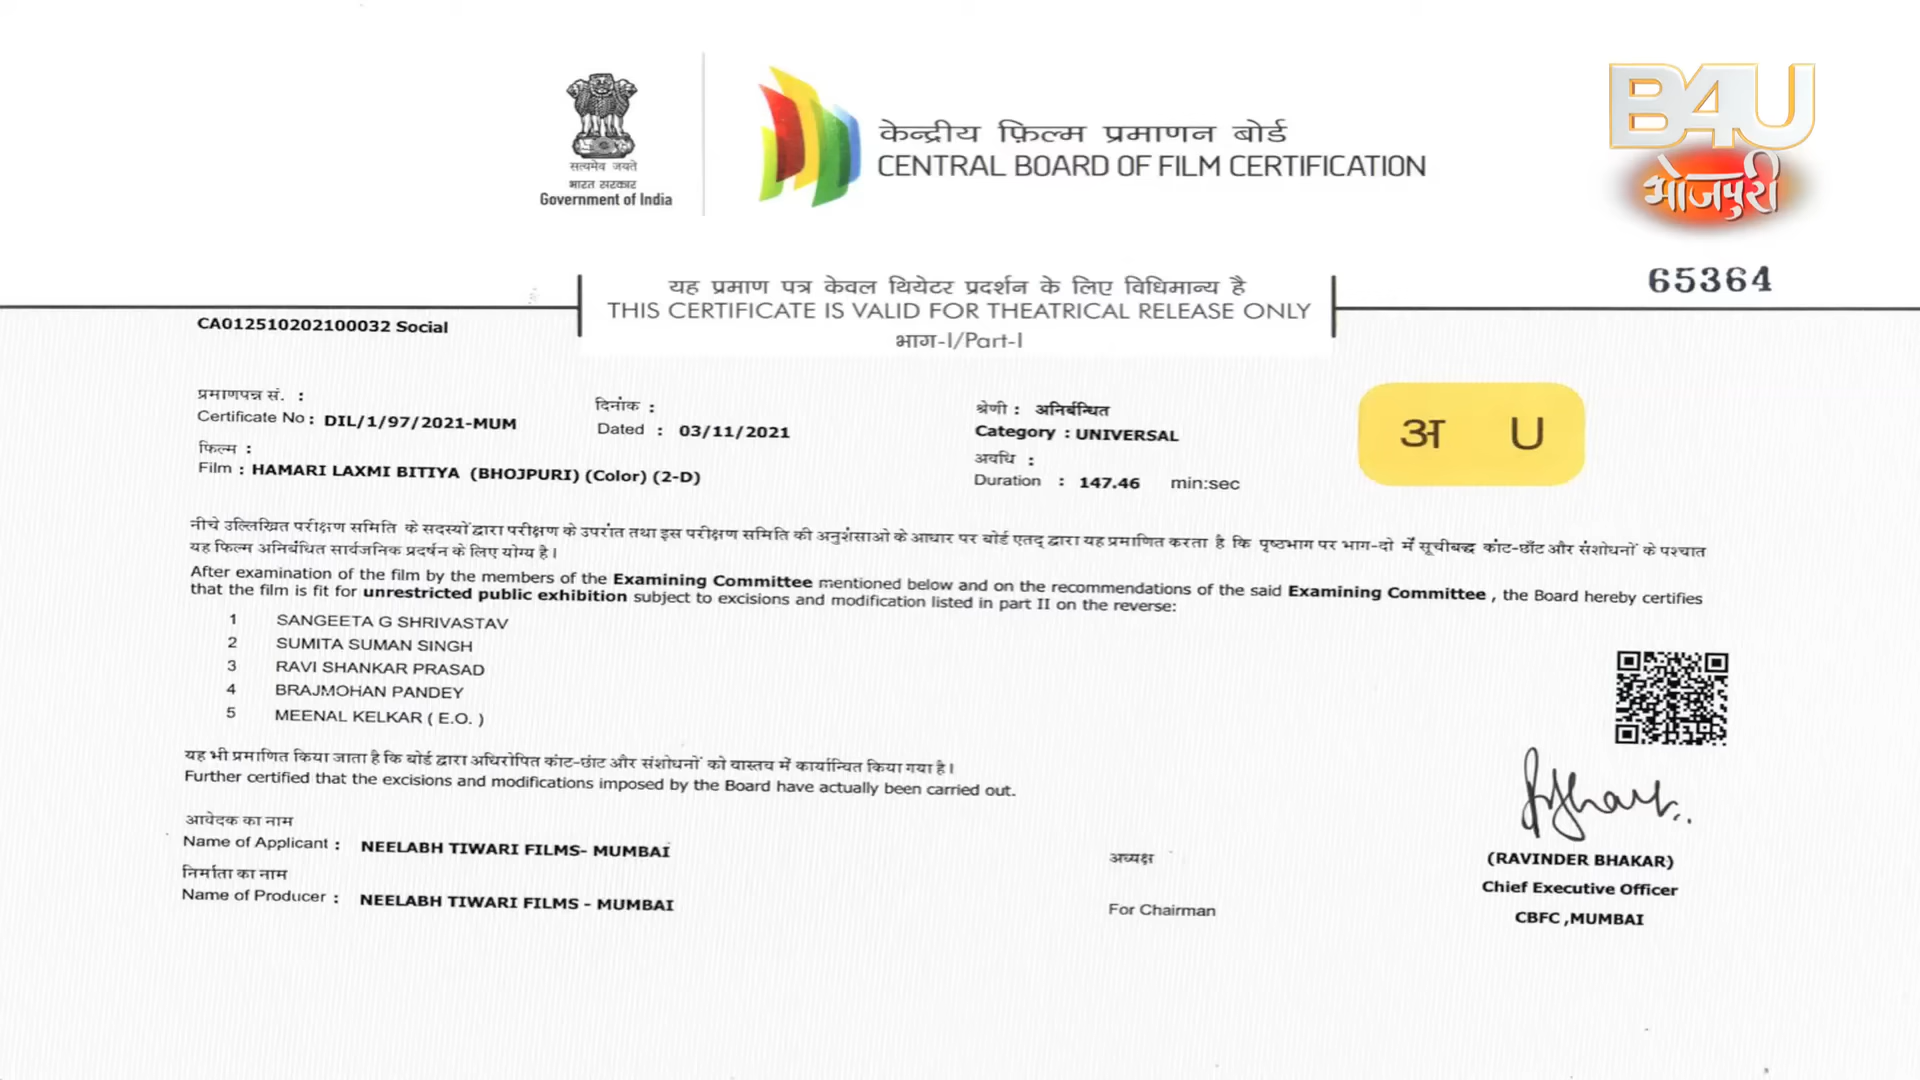 सत्यमेव जयते
भारत सरकार
Government of India
केन्द्रीय फ़िल्म प्रमाणन बोर्ड
CENTRAL BOARD OF FILM CERTIFICATION
B4U
भोजपुरी
65364
यह प्रमाण पत्र केवल थियेटर प्रदर्शन के लिए विधिमान्य है
THIS CERTIFICATE IS VALID FOR THEATRICAL RELEASE ONLY
भाग-I/Part-I
CA012510202100032 Social
प्रमाणपत्र सं. :
Certificate No : DIL/1/97/2021-MUM
दिनांक :
Dated : 03/11/2021
श्रेणी : अनिर्बन्धित
Category : UNIVERSAL
अ U
फिल्म :
Film : HAMARI LAXMI BITIYA (BHOJPURI) (Color) (2-D)
अवधि :
Duration : 147.46 min:sec
नीचे उल्लिखित परीक्षण समिति के सदस्यों द्वारा परीक्षण के उपरांत तथा इस परीक्षण समिति की अनुशंसाओ के आधार पर बोर्ड एतद् द्वारा यह प्रमाणित करता है कि पृष्ठभाग पर भाग-दो में सूचीबद्ध कांट-छाँट और संशोधनों के पश्चात
यह फिल्म अनिबंधित सार्वजनिक प्रदर्षन के लिए योग्य है।
After examination of the film by the members of the Examining Committee mentioned below and on the recommendations of the said Examining Committee , the Board hereby certifies
that the film is fit for unrestricted public exhibition subject to excisions and modification listed in part II on the reverse:
1 SANGEETA G SHRIVASTAV
2 SUMITA SUMAN SINGH
3 RAVI SHANKAR PRASAD
4 BRAJMOHAN PANDEY
5 MEENAL KELKAR ( E.O. )
यह भी प्रमाणित किया जाता है कि बोर्ड द्वारा अधिरोपित कांट-छांट और संशोधनों को वास्तव में कार्यान्वित किया गया है।
Further certified that the excisions and modifications imposed by the Board have actually been carried out.
आवेदक का नाम
Name of Applicant : NEELABH TIWARI FILMS- MUMBAI
निर्माता का नाम
Name of Producer : NEELABH TIWARI FILMS - MUMBAI
अध्यक्ष
For Chairman
(RAVINDER BHAKAR)
Chief Executive Officer
CBFC ,MUMBAI